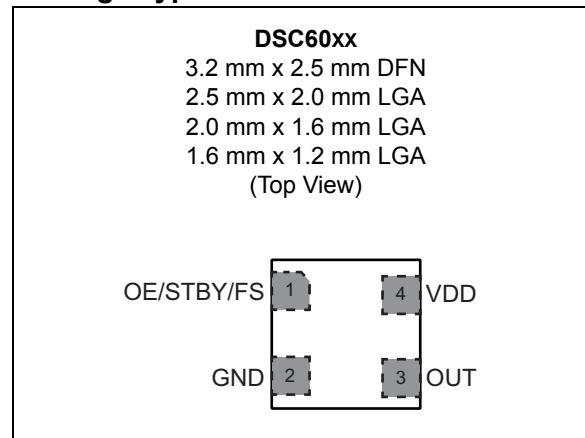 DSC60xx
3.2 mm x 2.5 mm DFN
2.5 mm x 2.0 mm LGA
2.0 mm x 1.6 mm LGA
1.6 mm x 1.2 mm LGA
(Top View)
OE/STBY/FS 1 4 VDD
GND 2 3 OUT